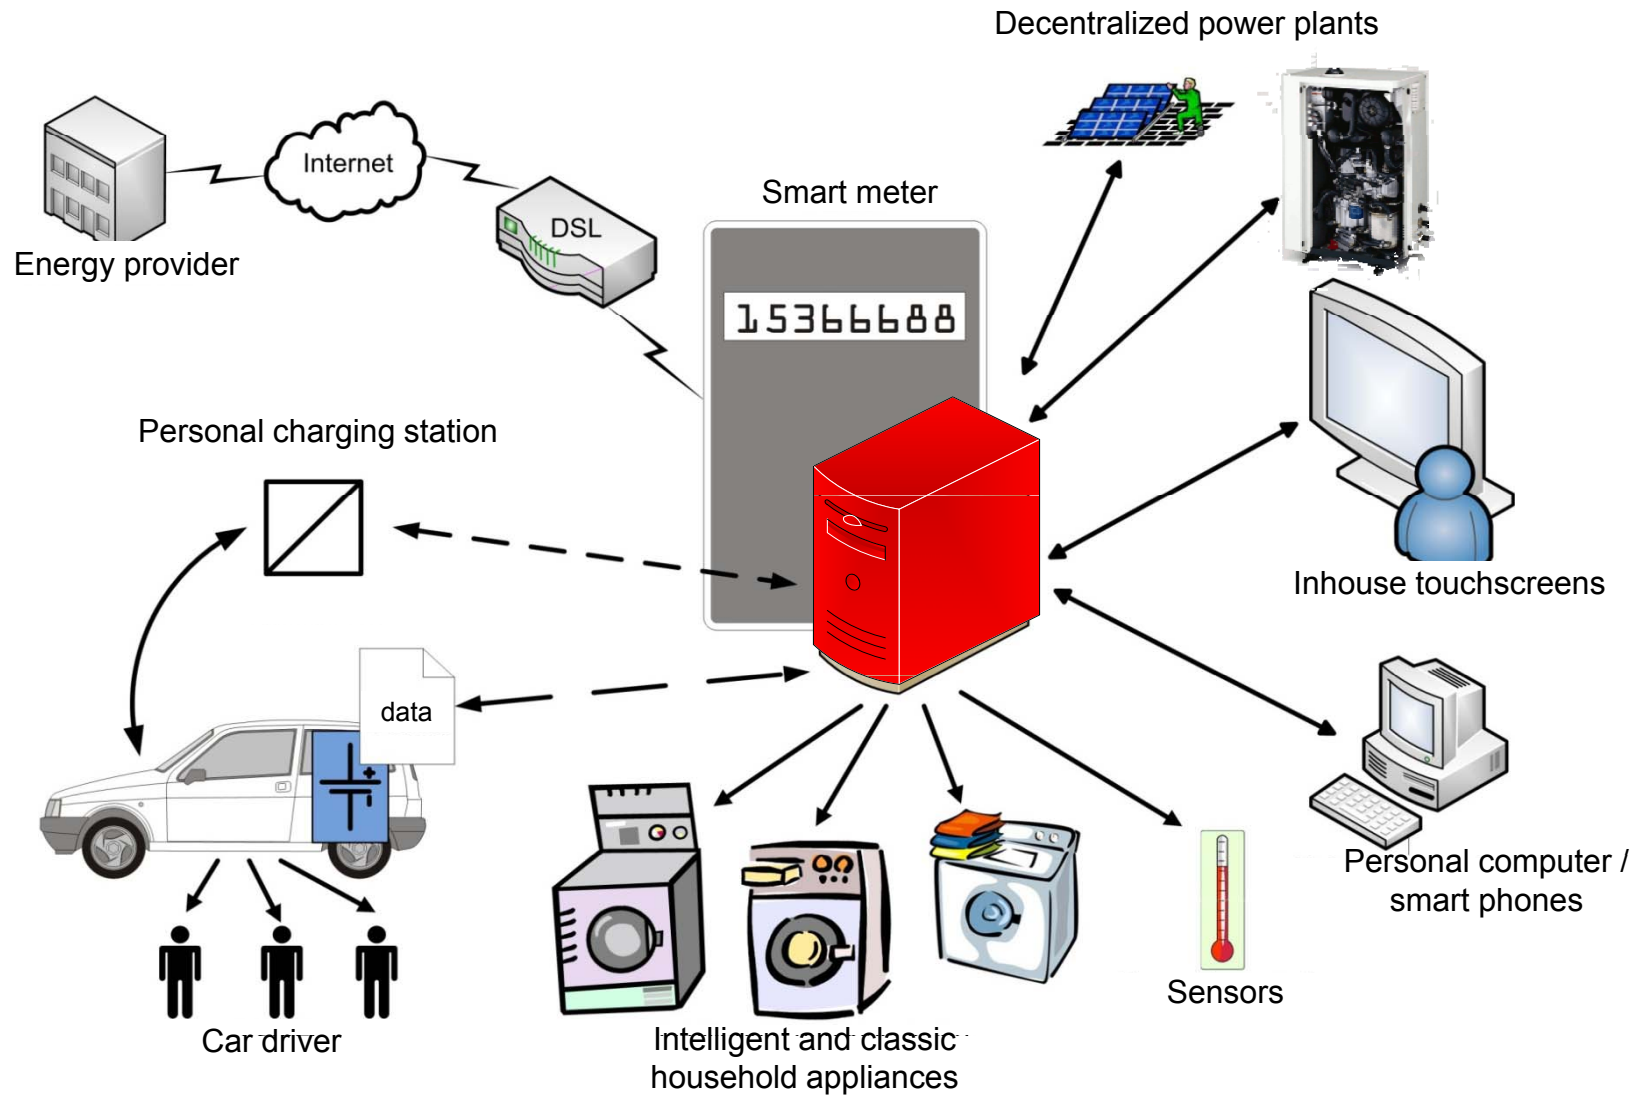 Decentralized power plants
Internet
DSL
Smart meter
Energy provider
15366688
Personal charging station
Inhouse touchscreens
data
Personal computer /
smart phones
Sensors
Car driver
Intelligent and classic
household appliances